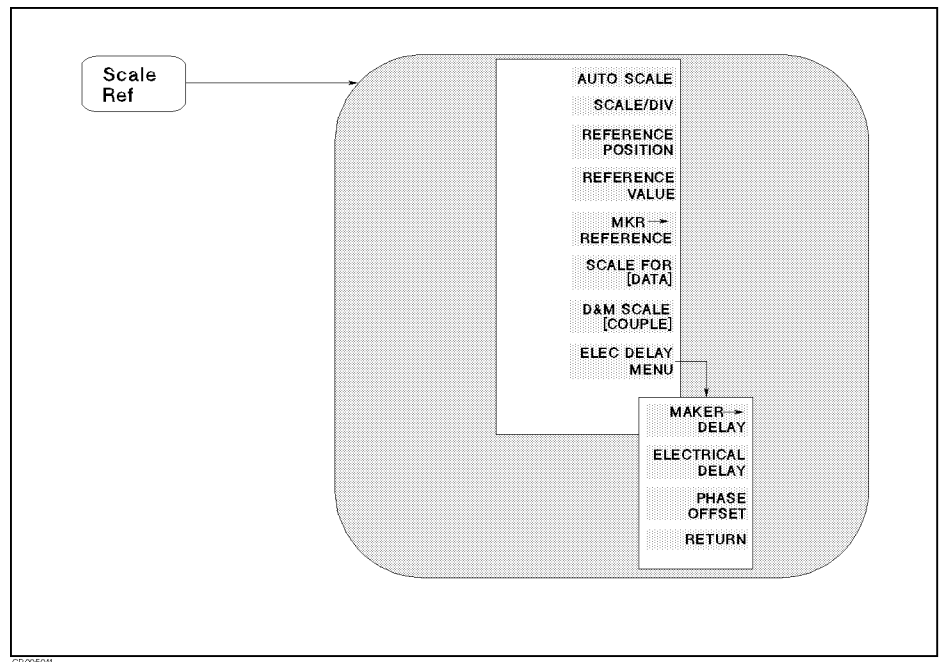 Scale
Ref
AUTO SCALE
SCALE/DIV
REFERENCE
POSITION
REFERENCE
VALUE
MKR→
REFERENCE
SCALE FOR
[DATA]
D&M SCALE
[COUPLE]
ELEC DELAY
MENU
MAKER→
DELAY
ELECTRICAL
DELAY
PHASE
OFFSET
RETURN